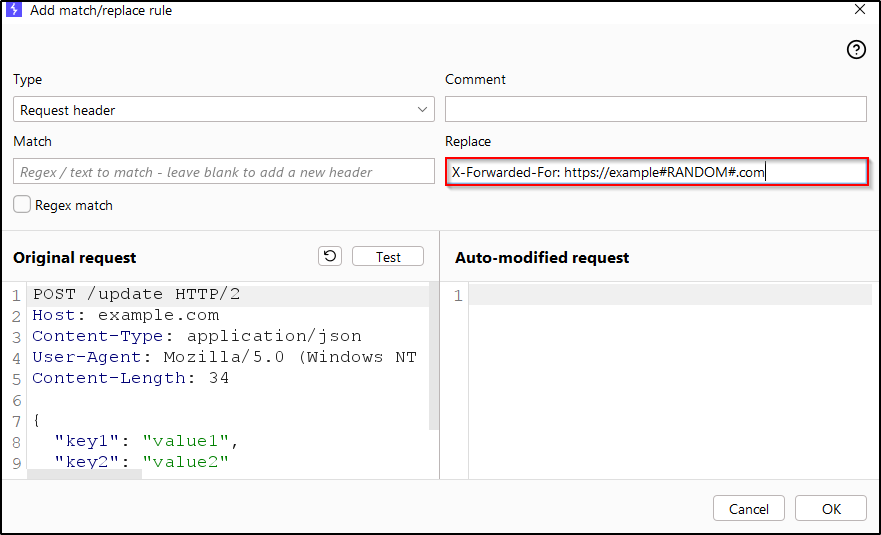 Add match/replace rule
Type
Comment
Request header
Match
Replace
Regex / text to match - leave blank to add a new header
X-Forwarded-For: https://example#RANDOM#.com
Regex match
Original request
Test
Auto-modified request
1 POST /update HTTP/2
2 Host: example.com
3 Content-Type: application/json
4 User-Agent: Mozilla/5.0 (Windows NT
5 Content-Length: 34
6
7 {
8 "key1": "value1",
9 "key2": "value2"
1
Cancel
OK